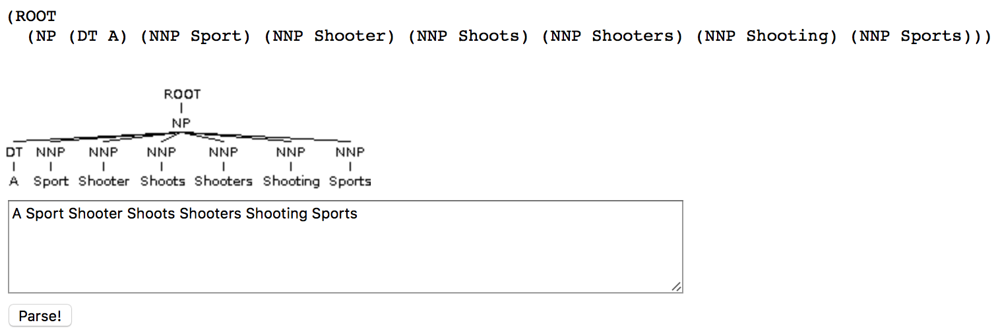 (ROOT
(NP (DT A) (NNP Sport) (NNP Shooter) (NNP Shoots) (NNP Shooters) (NNP Shooting) (NNP Sports)))
ROOT
NP
DT NNP NNP NNP NNP NNP NNP
A Sport Shooter Shoots Shooters Shooting Sports
A Sport Shooter Shoots Shooters Shooting Sports
Parse!